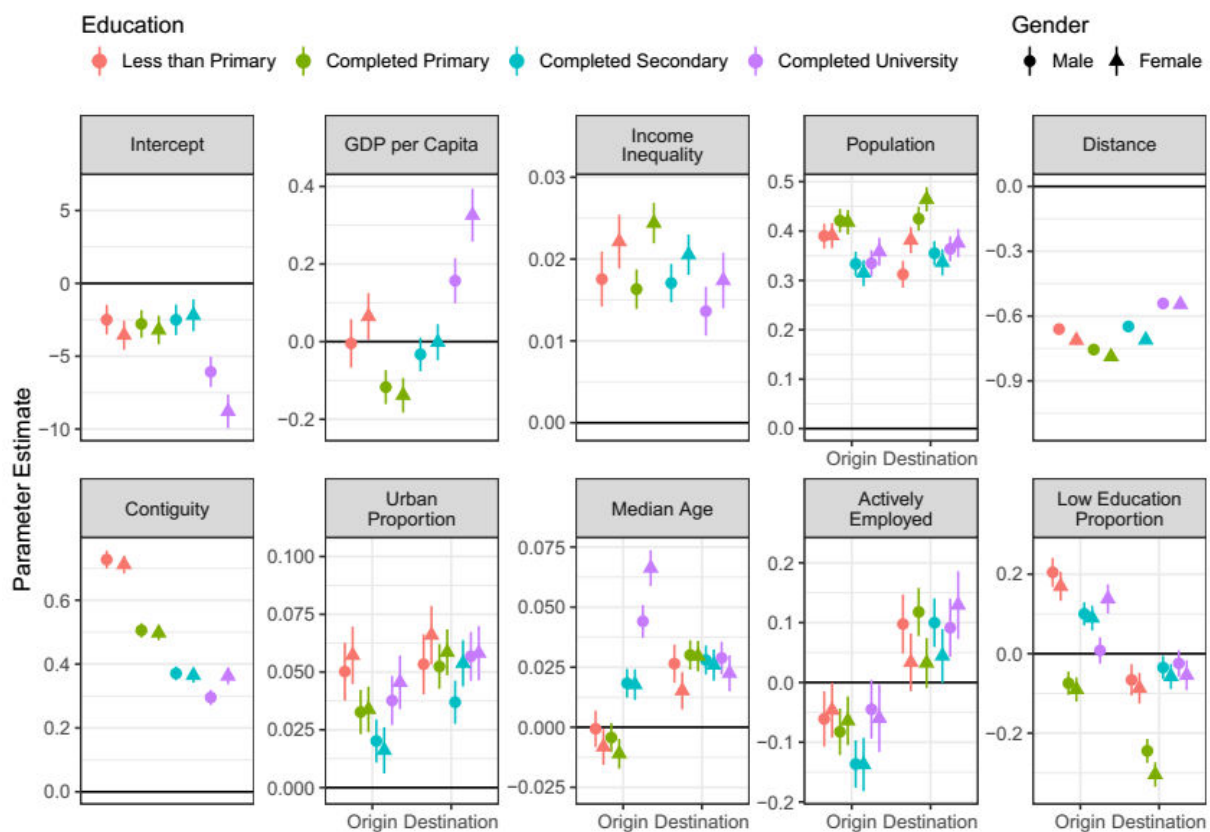 Education
Gender
Less than Primary Completed Primary Completed Secondary Completed University
Male Female
Intercept
GDP per Capita
Income
Inequality
Population
Distance
5
0
−5
−10
0.4
0.2
0.0
−0.2
0.03
0.02
0.01
0.00
0.5
0.4
0.3
0.2
0.1
0.0
0.0
−0.3
−0.6
−0.9
Origin Destination
Parameter Estimate
Contiguity
Urban
Proportion
Median Age
Actively
Employed
Low Education
Proportion
0.6
0.4
0.2
0.0
0.100
0.075
0.050
0.025
0.000
0.075
0.050
0.025
0.000
−0.025
0.2
0.1
0.0
−0.1
−0.2
0.2
0.0
−0.2
Origin Destination
Origin Destination
Origin Destination
Origin Destination